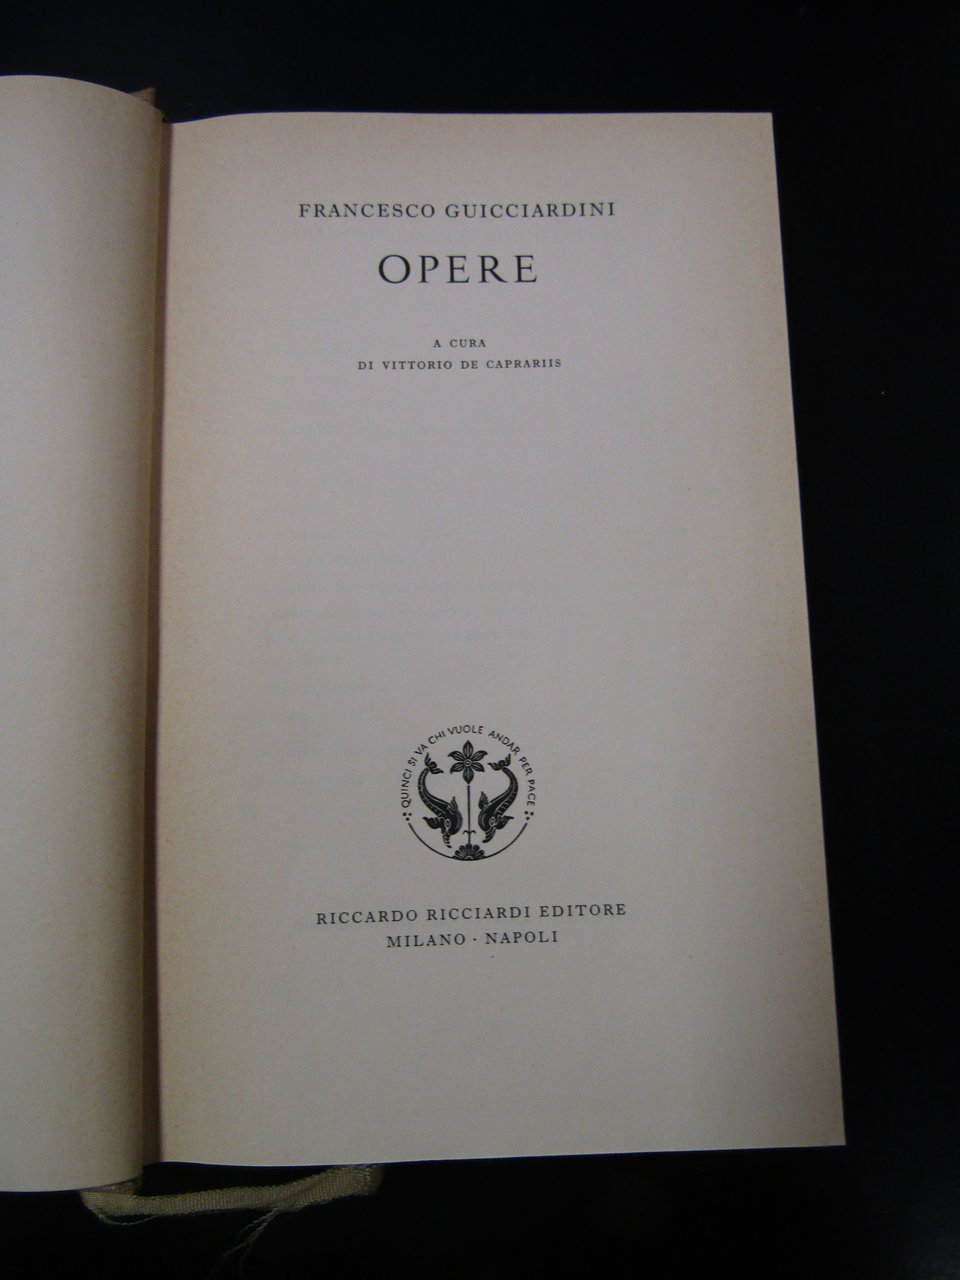 FRANCESCO GUICCIARDINI
OPERE
A CURA
DI VITTORIO DE CAPRARIIS
QUINCI SI VA CHI VUOLE ANDAR PER PACE
RICCARDO RICCIARDI EDITORE
MILANO · NAPOLI